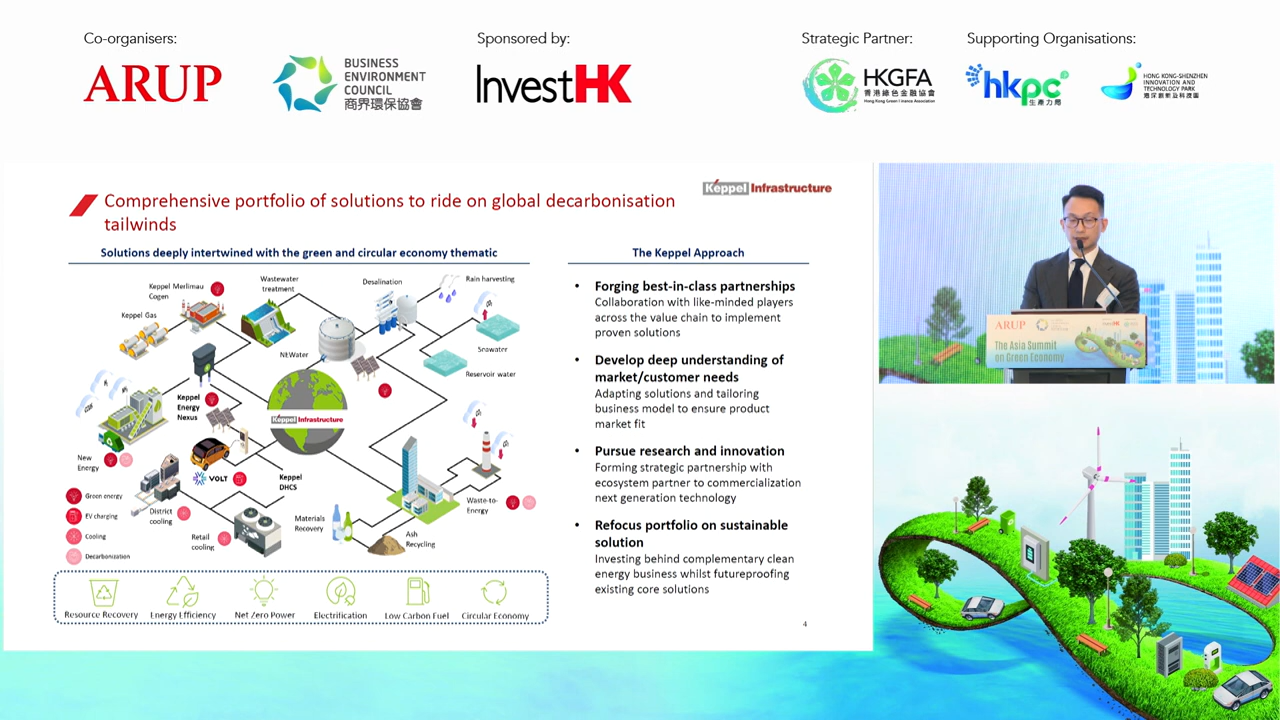 Co-organisers:
Sponsored by:
Strategic Partner:
Supporting Organisations:
ARUP
BUSINESS
ENVIRONMENT
COUNCIL
商界環保協會
InvestHK
HKGFA
香港綠色金融協會
Hong Kong Green Finance Association
hkpc
生產力局
HONG KONG-SHENZHEN
INNOVATION AND
TECHNOLOGY PARK
港深創新及科技園
Keppel Infrastructure
Comprehensive portfolio of solutions to ride on global decarbonisation
tailwinds
Solutions deeply intertwined with the green and circular economy thematic
Keppel Merlimau
Cogen
Wastewater
treatment
Desalination
Rain harvesting
Keppel Gas
NEWater
Seawater
Reservoir water
Keppel
Energy
Nexus
Keppel Infrastructure
New
Energy
VOLT
Keppel
DHCS
Green energy
EV charging
Cooling
Decarbonization
District
cooling
Retail
cooling
Materials
Recovery
Ash
Recycling
Waste-to-
Energy
Resource Recovery
Energy Efficiency
Net Zero Power
Electrification
Low Carbon Fuel
Circular Economy
The Keppel Approach
• Forging best-in-class partnerships
Collaboration with like-minded players
across the value chain to implement
proven solutions
• Develop deep understanding of
market/customer needs
Adapting solutions and tailoring
business model to ensure product
market fit
• Pursue research and innovation
Forming strategic partnership with
ecosystem partner to commercialization
next generation technology
• Refocus portfolio on sustainable
solution
Investing behind complementary clean
energy business whilst futureproofing
existing core solutions
4
ARUP
The Asia Summit
on Green Economy